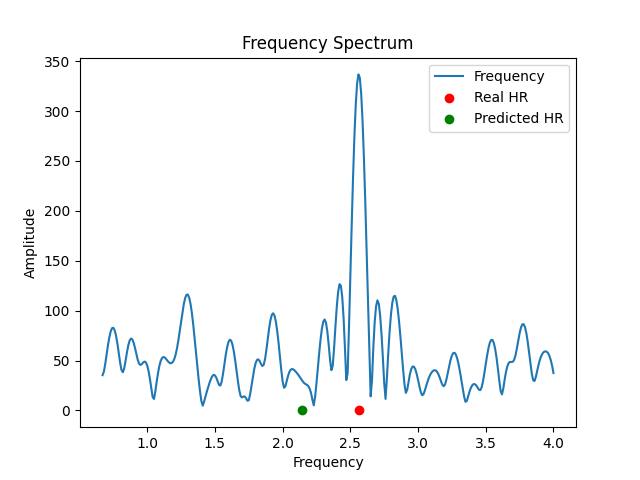 Frequency Spectrum
Frequency
Real HR
Predicted HR
Amplitude
350
300
250
200
150
100
50
0
1.0 1.5 2.0 2.5 3.0 3.5 4.0
Frequency